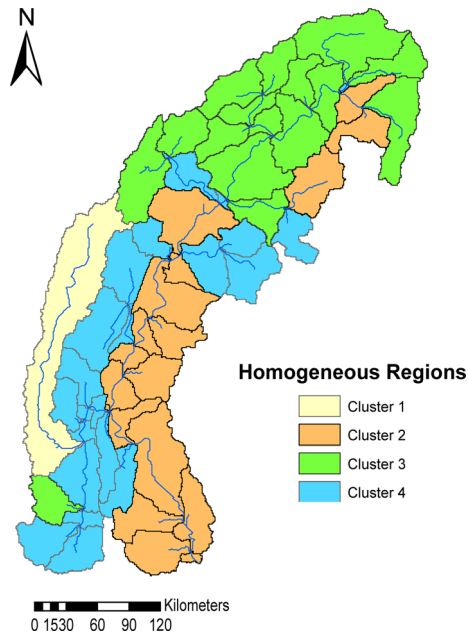 N
Homogeneous Regions
Cluster 1
Cluster 2
Cluster 3
Cluster 4
Kilometers
0 1530 60 90 120